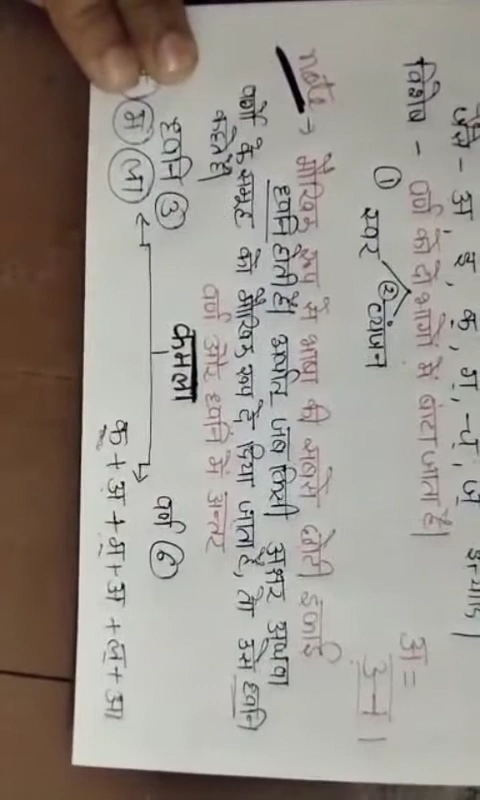 जैसे - अ, इ, क्, ग्, च्, ज् इत्यादि।
विशेष - वर्ण को दो भागों में बांटा जाता है।
① स्वर ② व्यंजन
अ =
उन।
note → मौखिक रूप में भाषा की सबसे छोटी इकाई
ध्वनि होती है। अर्थात् जब किसी अक्षर अथवा
वर्णों के समूह को मौखिक रूप दे दिया जाता है, तो उसे ध्वनि
कहते हैं।
वर्ण और ध्वनि में अन्तर
कमला
ध्वनि ③
वर्ण ⑥
म ला
क् + अ + म् + अ + ल् + आ